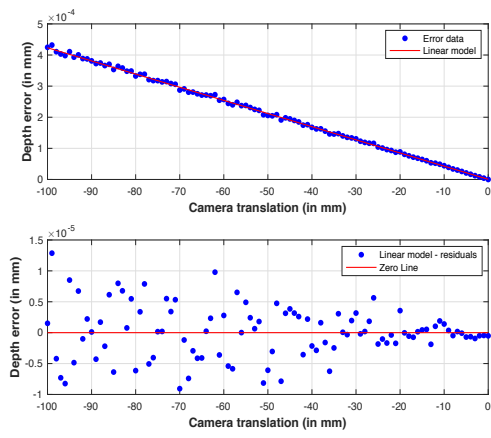 ×10⁻⁴
5
4
3
2
1
0
Depth error (in mm)
Error data
Linear model
-100 -90 -80 -70 -60 -50 -40 -30 -20 -10 0
Camera translation (in mm)
×10⁻⁵
1.5
1
0.5
0
-0.5
-1
Depth error (in mm)
Linear model - residuals
Zero Line
-100 -90 -80 -70 -60 -50 -40 -30 -20 -10 0
Camera translation (in mm)